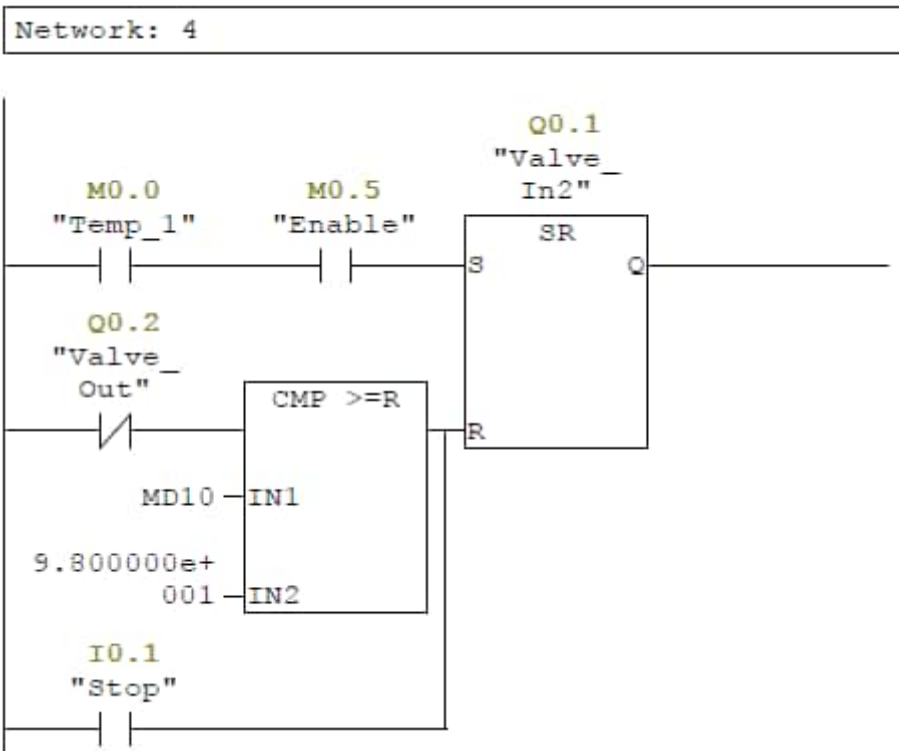 Network: 4
Q0.1
"Valve_
In2"
M0.0
"Temp_1"
M0.5
"Enable"
SR
S
Q
Q0.2
"Valve_
Out"
CMP >=R
R
MD10
IN1
9.800000e+
001
IN2
I0.1
"Stop"